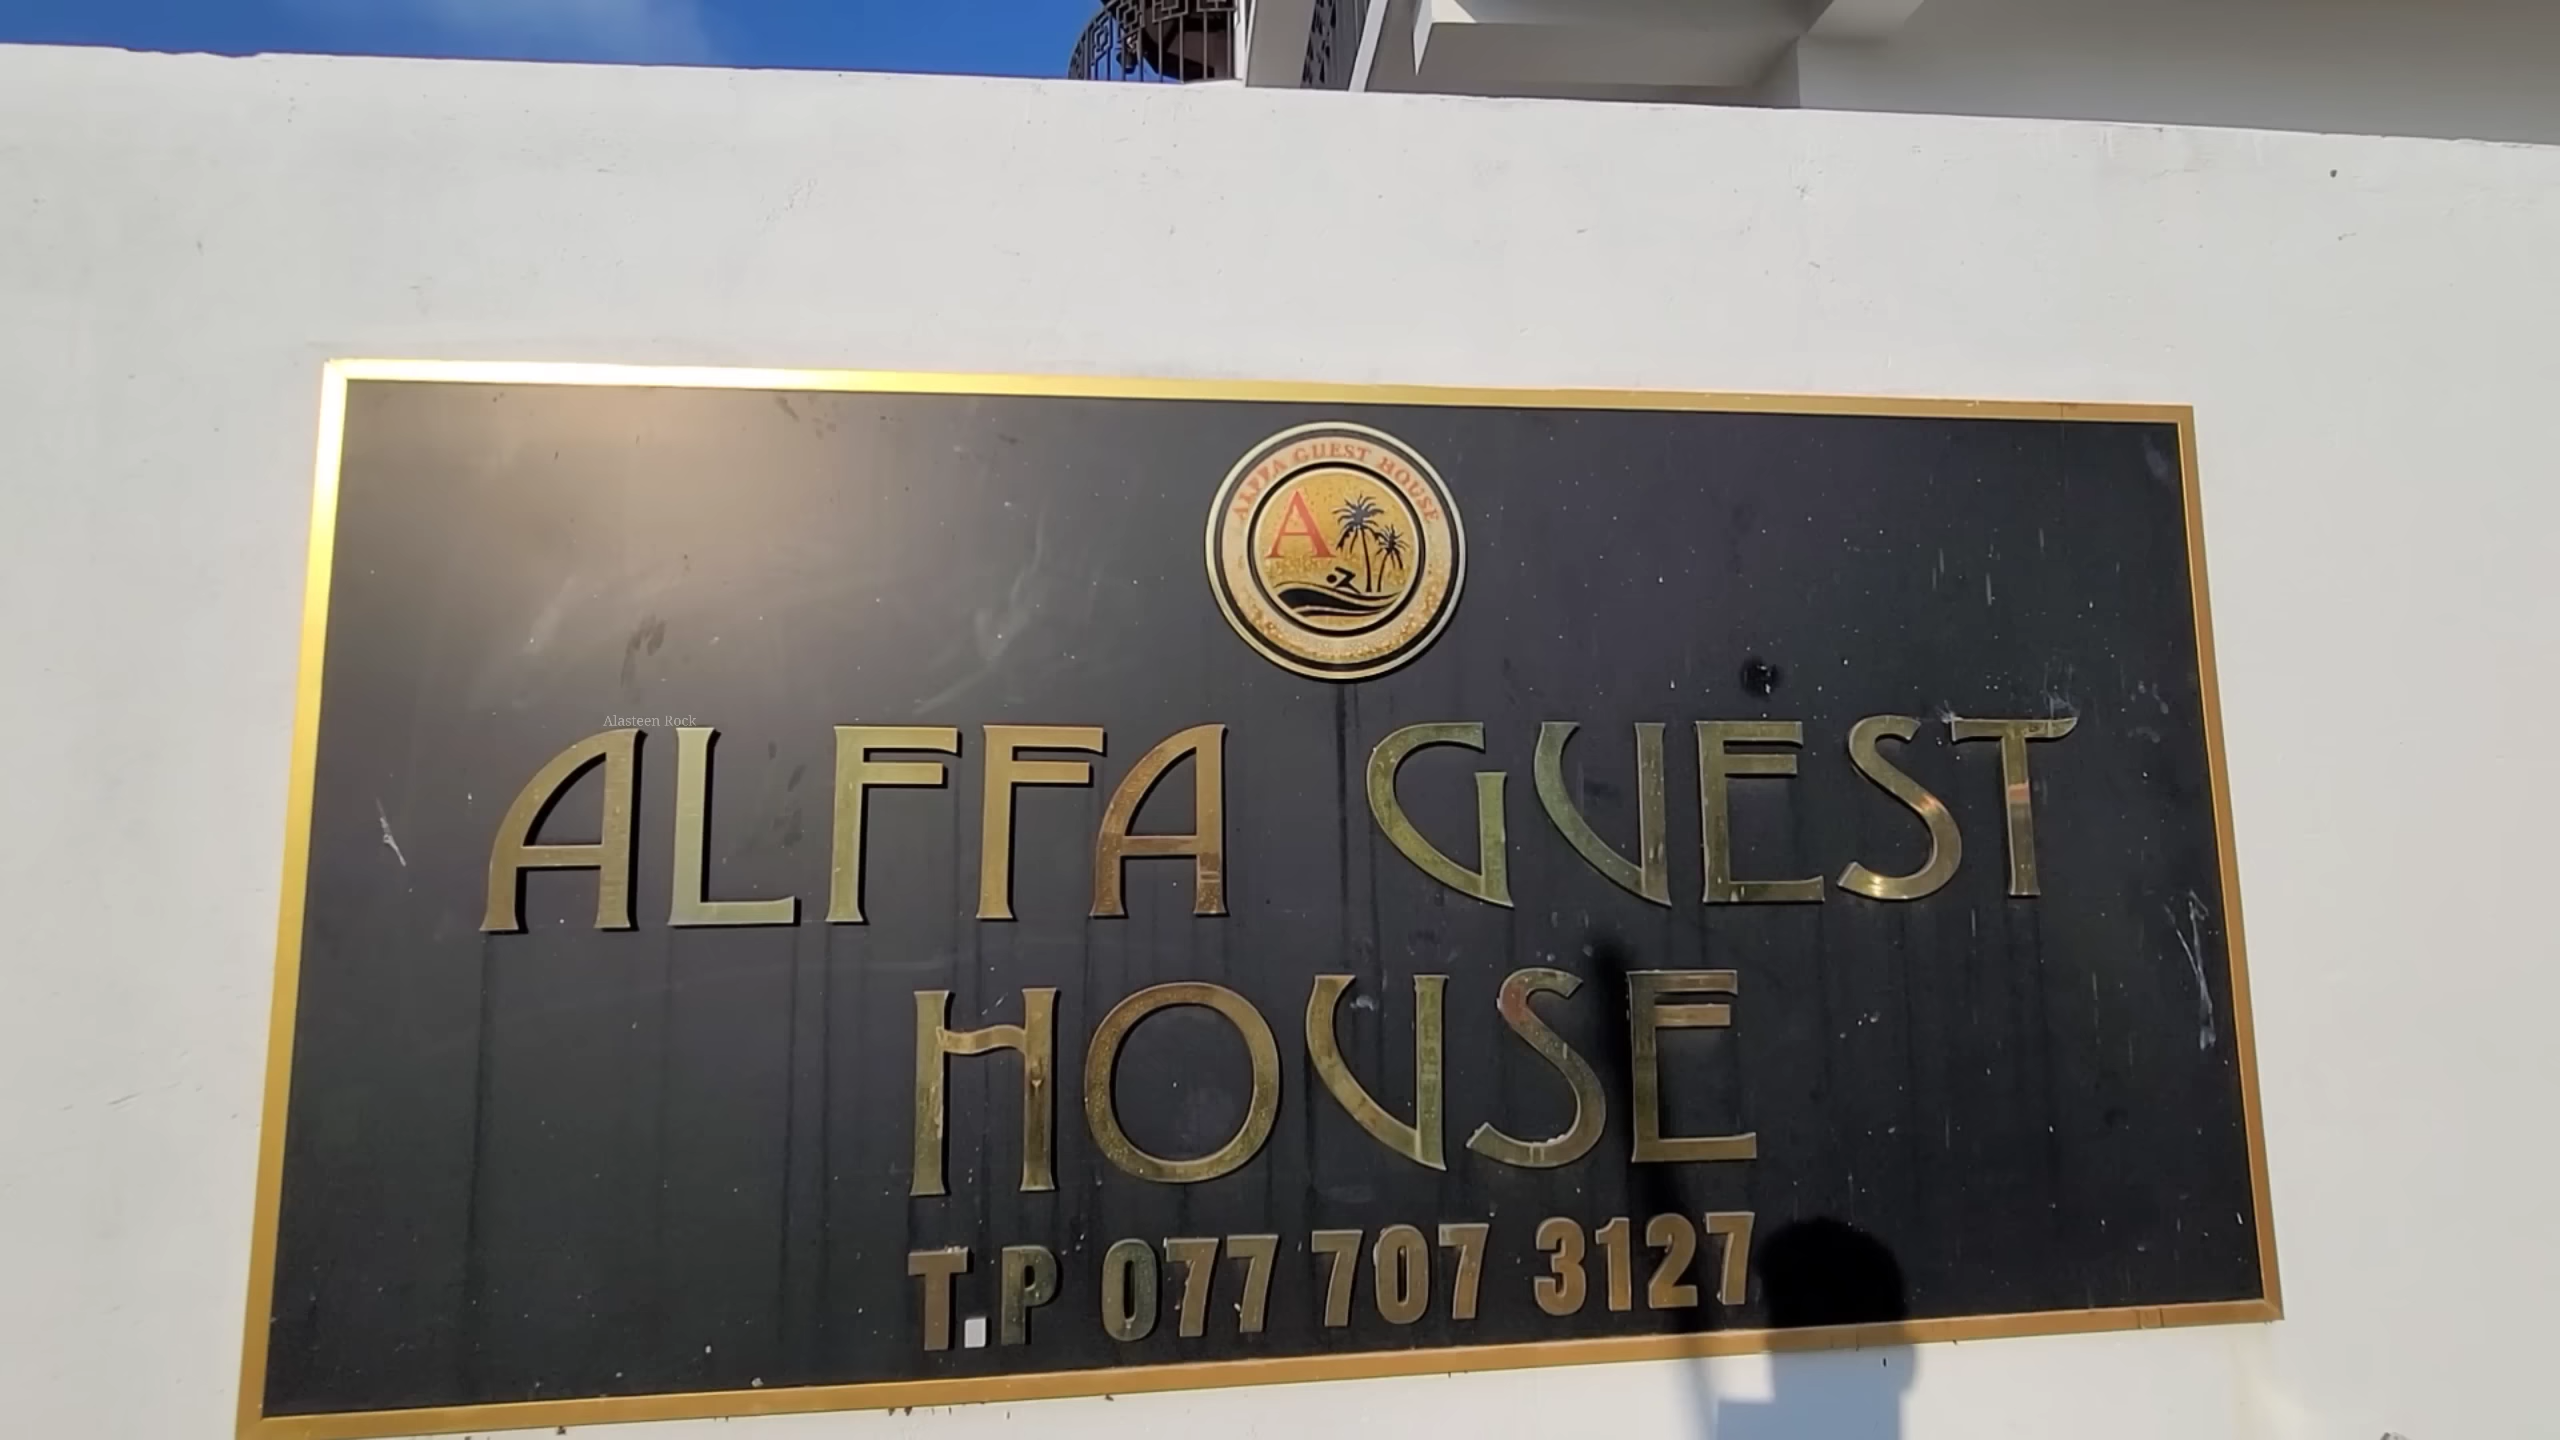 ALFFA GUEST HOUSE
A
Alasteen Rock
ALFFA GUEST
HOUSE
T.P 077 707 3127